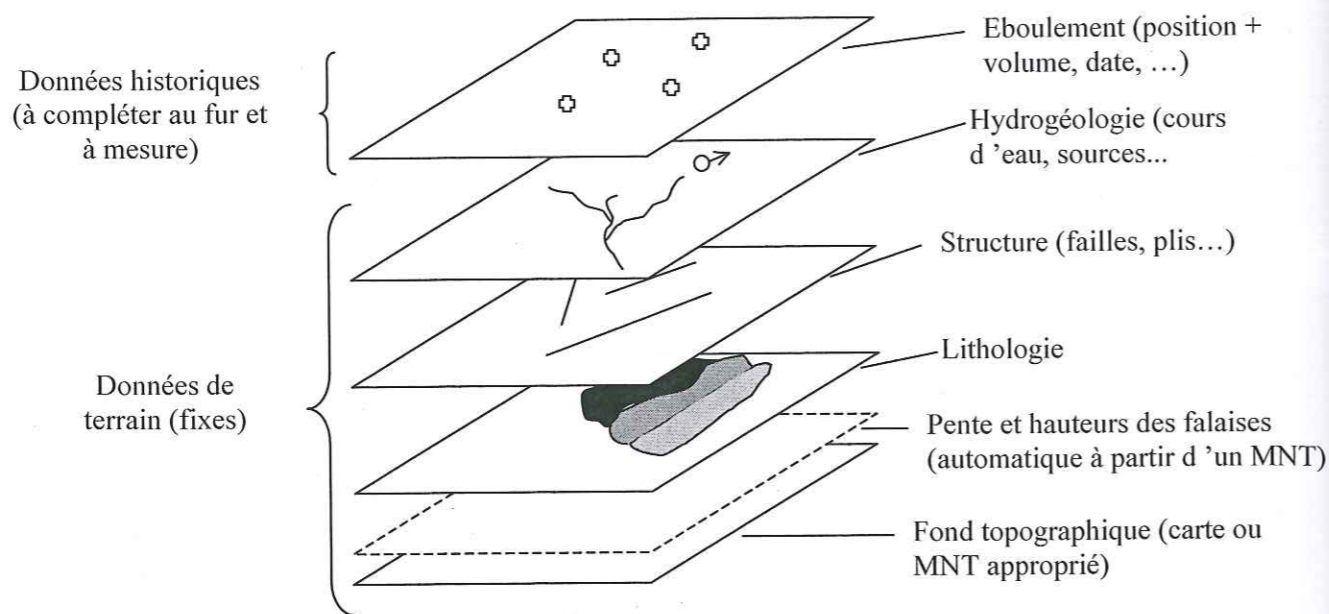 Données historiques
(à compléter au fur et
à mesure)
Données de
terrain (fixes)
Eboulement (position +
volume, date, …)
Hydrogéologie (cours
d ’eau, sources...
Structure (failles, plis…)
Lithologie
Pente et hauteurs des falaises
(automatique à partir d ’un MNT)
Fond topographique (carte ou
MNT approprié)